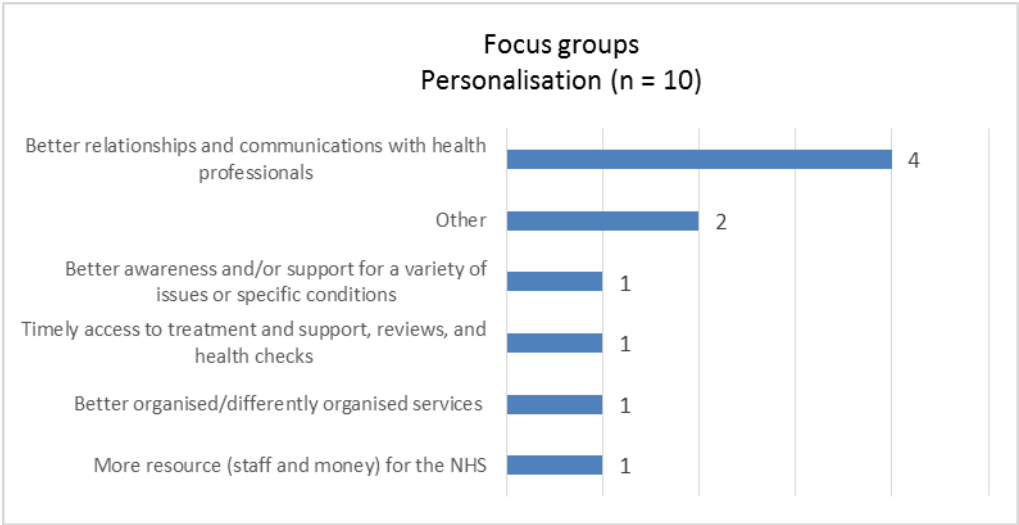 Focus groups
Personalisation (n = 10)
Better relationships and communications with health
professionals
4
Other
2
Better awareness and/or support for a variety of
issues or specific conditions
1
Timely access to treatment and support, reviews, and
health checks
1
Better organised/differently organised services
1
More resource (staff and money) for the NHS
1